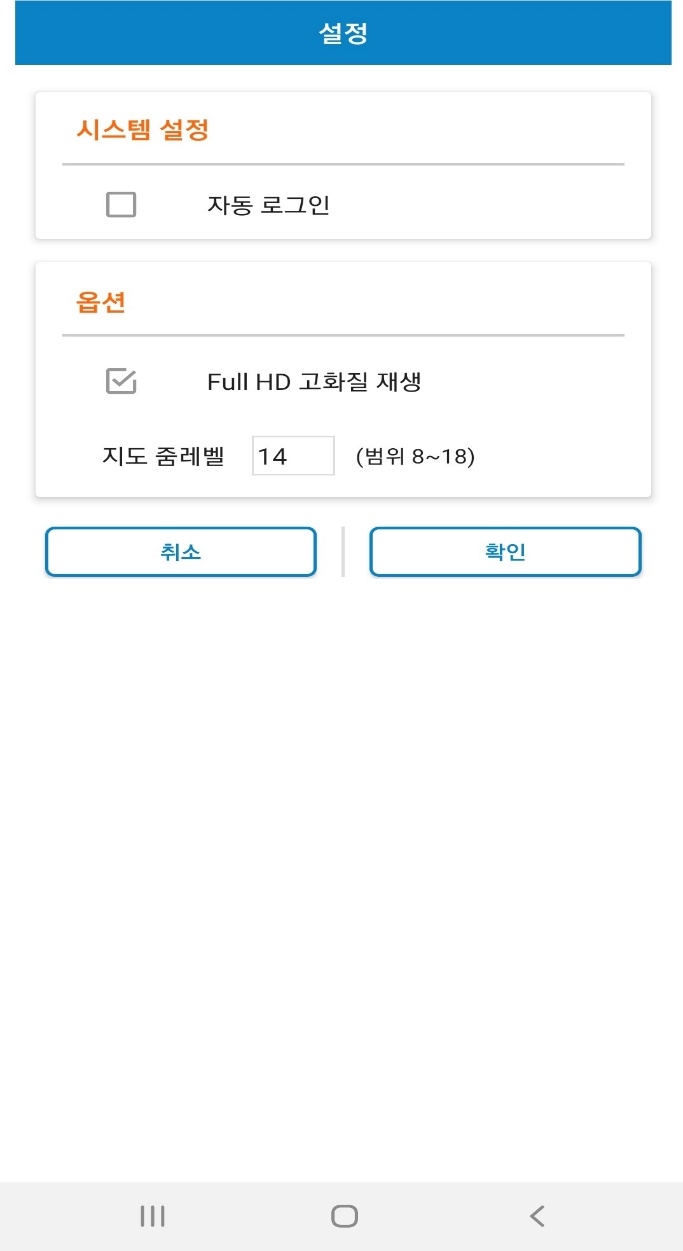 설정
시스템 설정
자동 로그인
옵션
Full HD 고화질 재생
지도 줌레벨 14 (범위 8~18)
취소 확인